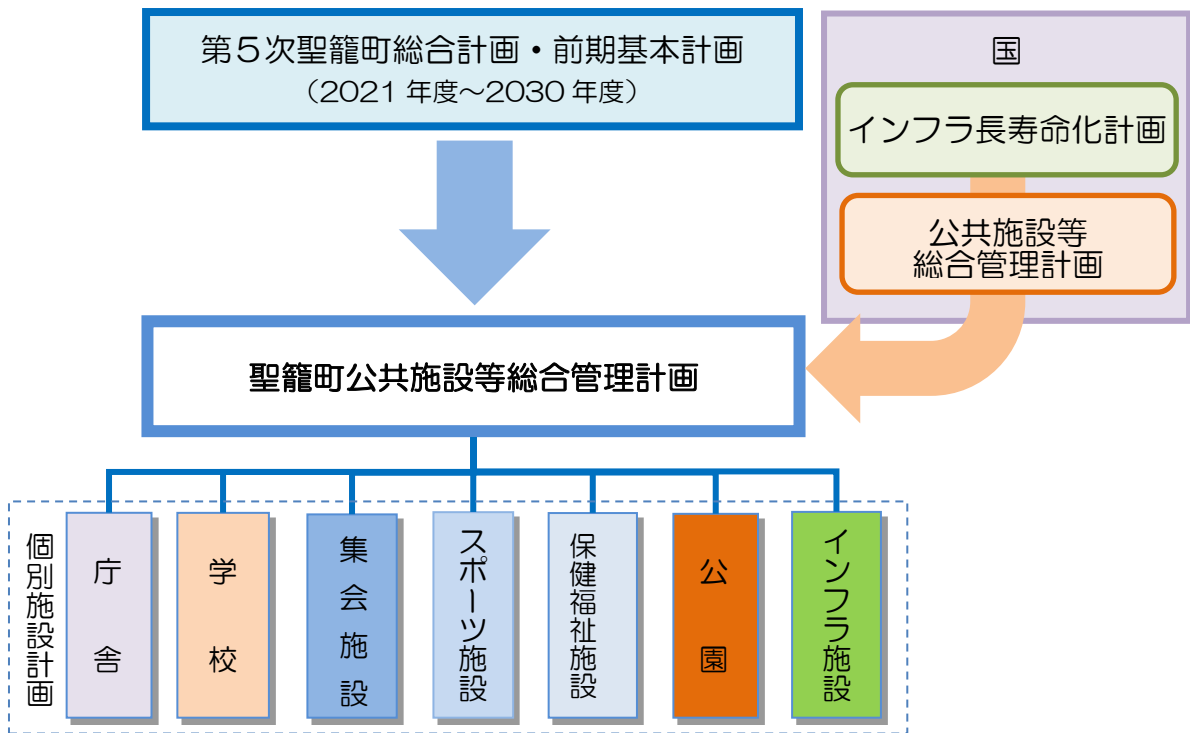 第5次聖籠町総合計画・前期基本計画
（2021 年度～2030 年度）
国
インフラ長寿命化計画
公共施設等
総合管理計画
聖籠町公共施設等総合管理計画
個別施設計画
庁舎
学校
集会施設
スポーツ施設
保健福祉施設
公園
インフラ施設